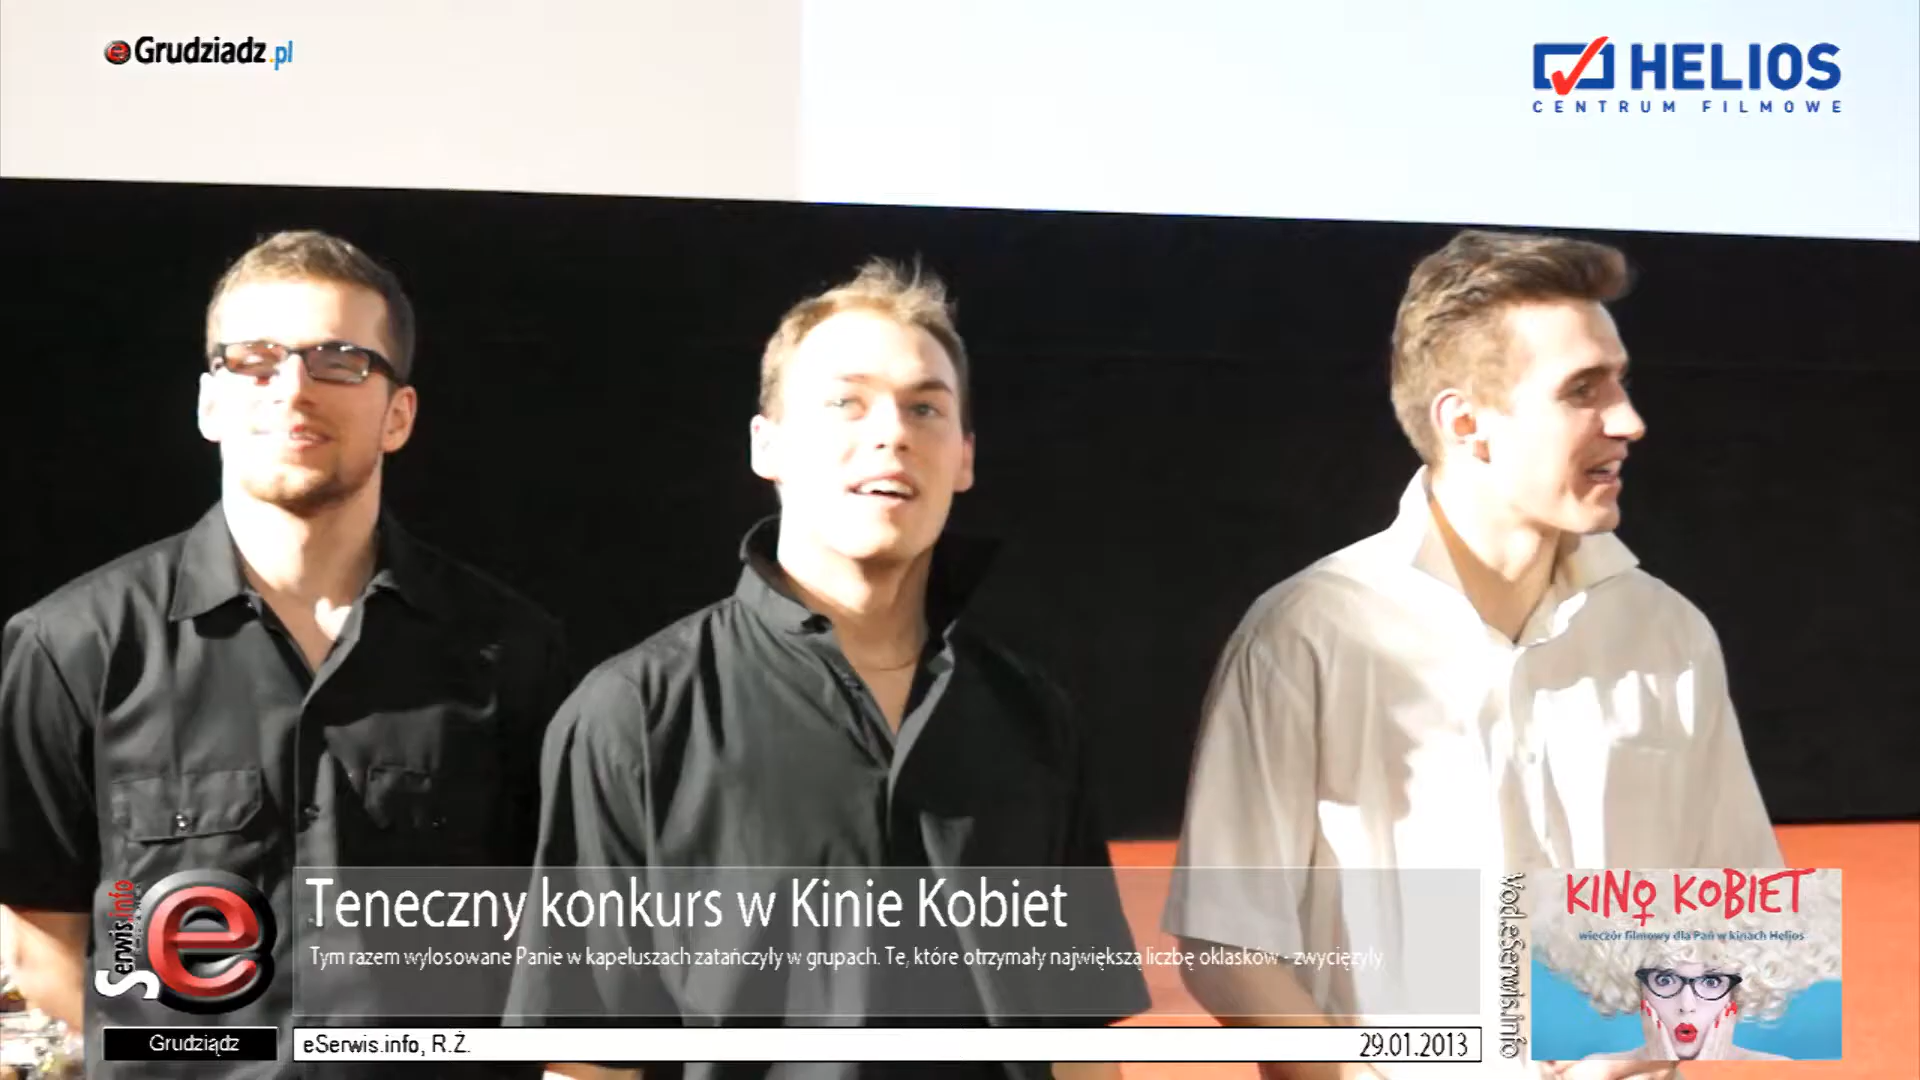 eGrudziadz.pl
HELIOS
CENTRUM FILMOWE
Teneczny konkurs w Kinie Kobiet
Tym razem wylosowane Panie w kapeluszach zatańczyły w grupach. Te, które otrzymały największą liczbę oklasków - zwyciężyły.
Serwis.info
e
Grudziądz
eSerwis.info, R.Ż.
29.01.2013
Vod.eSerwis.info
KINO KOBIET
wieczór filmowy dla Pań w kinach Helios